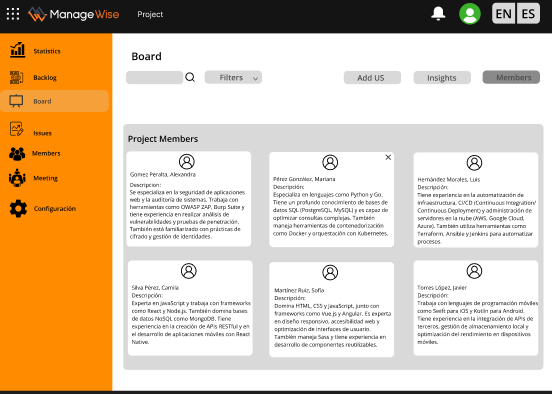 ManageWise
Project
EN ES
Statistics
Backlog
Board
Issues
Members
Meeting
Configuración
Board
Filters
Add US
Insights
Members
Project Members
Gomez Peralta, Alexandra
Descripcion:
Se especializa en la seguridad de aplicaciones
web y la auditoría de sistemas. Trabaja con
herramientas como OWASP ZAP, Burp Suite y
tiene experiencia en realizar análisis de
vulnerabilidades y pruebas de penetración.
También está familiarizado con prácticas de
cifrado y gestión de identidades.
Pérez González, Mariana
Descripción:
Especializa en lenguajes como Python y Go.
Tiene un profundo conocimiento de bases de
datos SQL (PostgreSQL, MySQL) y es capaz de
optimizar consultas complejas. También
maneja herramientas de contenedorización
como Docker y orquestación con Kubernetes.
Hernández Morales, Luis
Descripción:
Tiene experiencia en la automatización de
infraestructura, CI/CD (Continuous Integration/
Continuous Deployment) y administración de
servidores en la nube (AWS, Google Cloud,
Azure). También utiliza herramientas como
Terraform, Ansible y Jenkins para automatizar
procesos.
Silva Pérez, Camila
Descripción:
Experta en JavaScript y trabaja con frameworks
como React y Node.js. También domina bases
de datos NoSQL como MongoDB. Tiene
experiencia en la creación de APIs RESTful y en
el desarrollo de aplicaciones móviles con React
Native.
Martínez Ruiz, Sofía
Descripción:
Domina HTML, CSS y JavaScript, junto con
frameworks como Vue.js y Angular. Es experta
en diseño responsivo, accesibilidad web y
optimización de interfaces de usuario.
También maneja Sass y tiene experiencia en
desarrollo de componentes reutilizables.
Torres López, Javier
Descripción:
Trabaja con lenguajes de programación móviles
como Swift para iOS y Kotlin para Android.
Tiene experiencia en la integración de APIs de
terceros, gestión de almacenamiento local y
optimización del rendimiento en dispositivos
móviles.